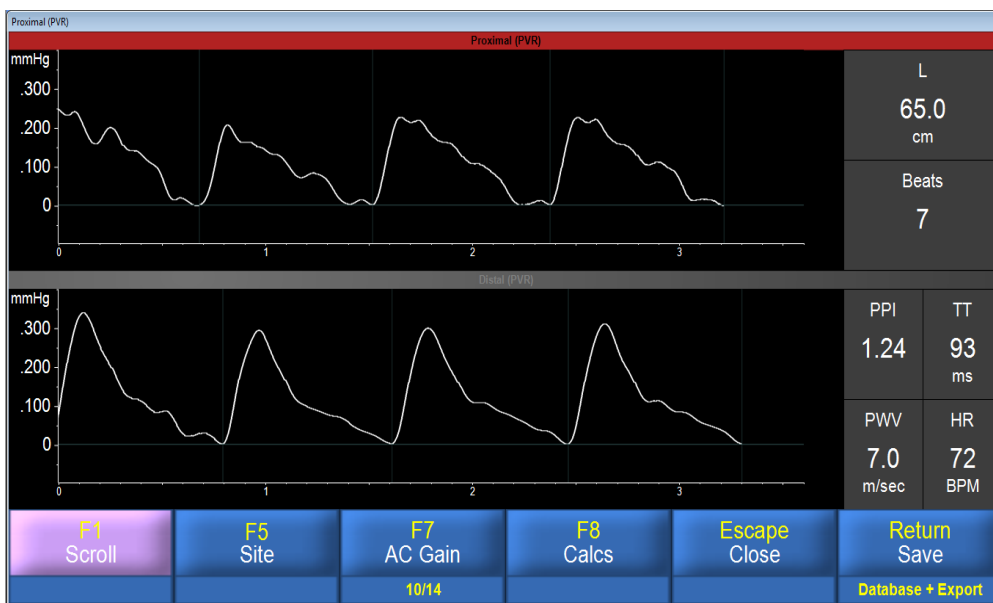 Proximal (PVR)
Proximal (PVR)
mmHg
.300
.200
.100
0
0 1 2 3
L
65.0
cm
Beats
7
Distal (PVR)
mmHg
.300
.200
.100
0
0 1 2 3
PPI TT
1.24 93
ms
PWV HR
7.0 72
m/sec BPM
F1 F5 F7 F8 Escape Return
Scroll Site AC Gain Calcs Close Save
10/14 Database + Export